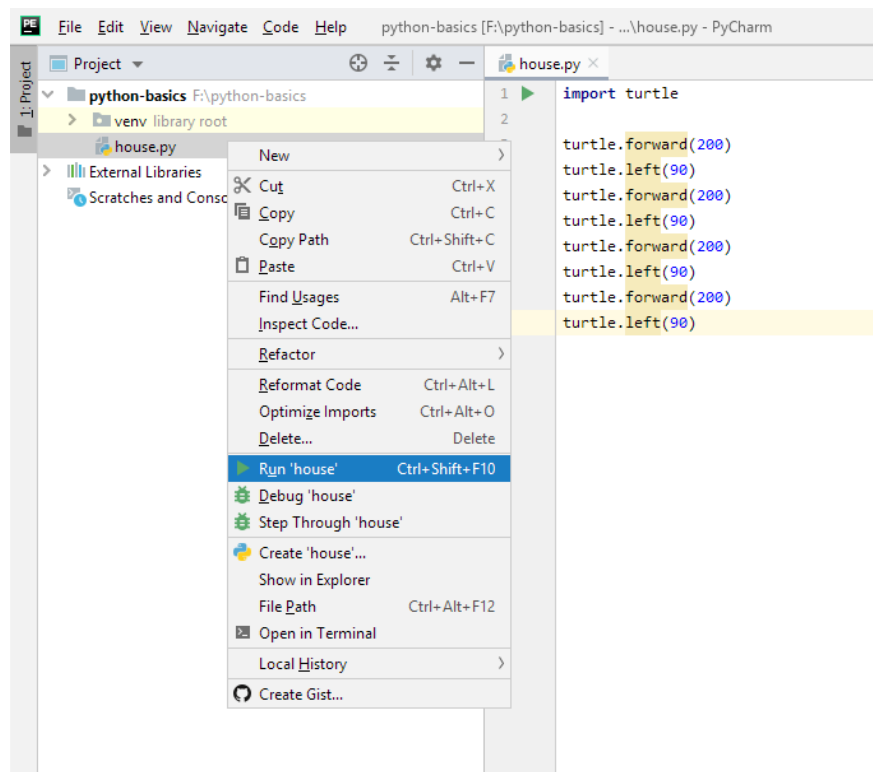 PE File Edit View Navigate Code Help python-basics [F:\python-basics] - ...\house.py - PyCharm
1: Project
Project
python-basics F:\python-basics
venv library root
house.py
External Libraries
Scratches and Conso
New
Cut Ctrl+X
Copy Ctrl+C
Copy Path Ctrl+Shift+C
Paste Ctrl+V
Find Usages Alt+F7
Inspect Code...
Refactor
Reformat Code Ctrl+Alt+L
Optimize Imports Ctrl+Alt+O
Delete... Delete
Run 'house' Ctrl+Shift+F10
Debug 'house'
Step Through 'house'
Create 'house'...
Show in Explorer
File Path Ctrl+Alt+F12
Open in Terminal
Local History
Create Gist...
house.py
1 import turtle
2
turtle.forward(200)
turtle.left(90)
turtle.forward(200)
turtle.left(90)
turtle.forward(200)
turtle.left(90)
turtle.forward(200)
turtle.left(90)